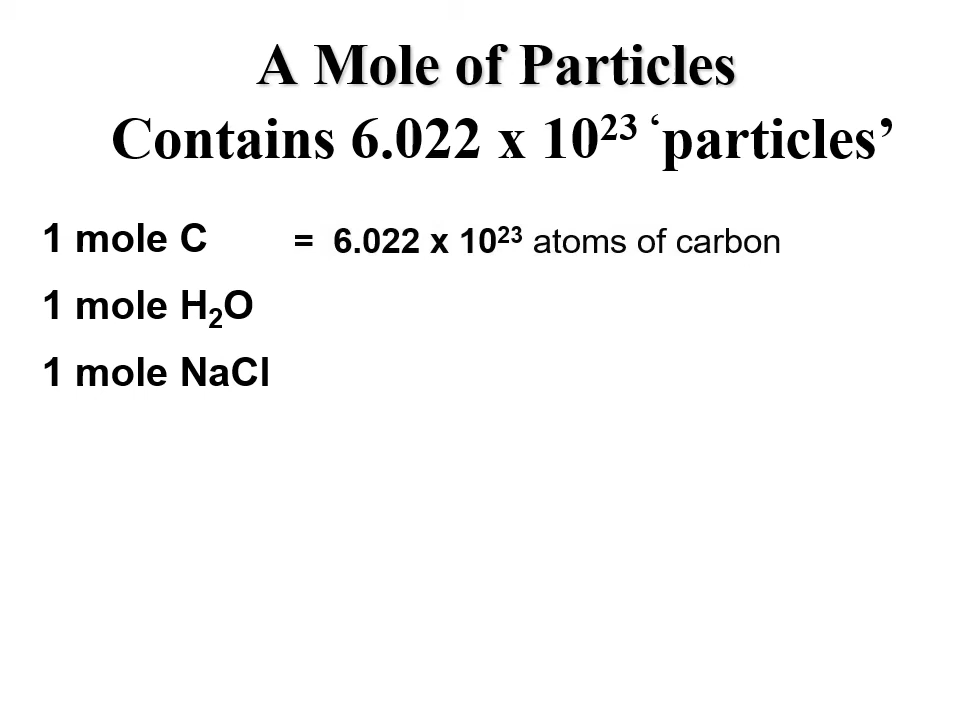 A Mole of Particles
Contains 6.022 x 10²³ ‘particles’
1 mole C = 6.022 x 10²³ atoms of carbon
1 mole H₂O
1 mole NaCl